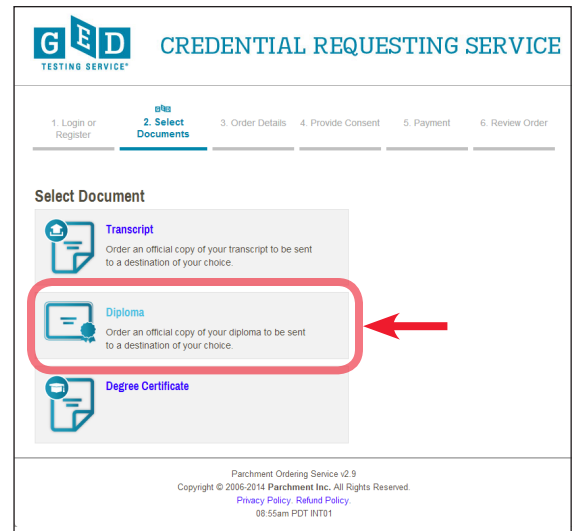 GED
TESTING SERVICE®
CREDENTIAL REQUESTING SERVICE
1. Login or
Register
GED
2. Select
Documents
3. Order Details
4. Provide Consent
5. Payment
6. Review Order
Select Document
Transcript
Order an official copy of your transcript to be sent
to a destination of your choice.
Diploma
Order an official copy of your diploma to be sent
to a destination of your choice.
Degree Certificate
Parchment Ordering Service v2.9
Copyright © 2006-2014 Parchment Inc. All Rights Reserved.
Privacy Policy. Refund Policy.
08:55am PDT INT01